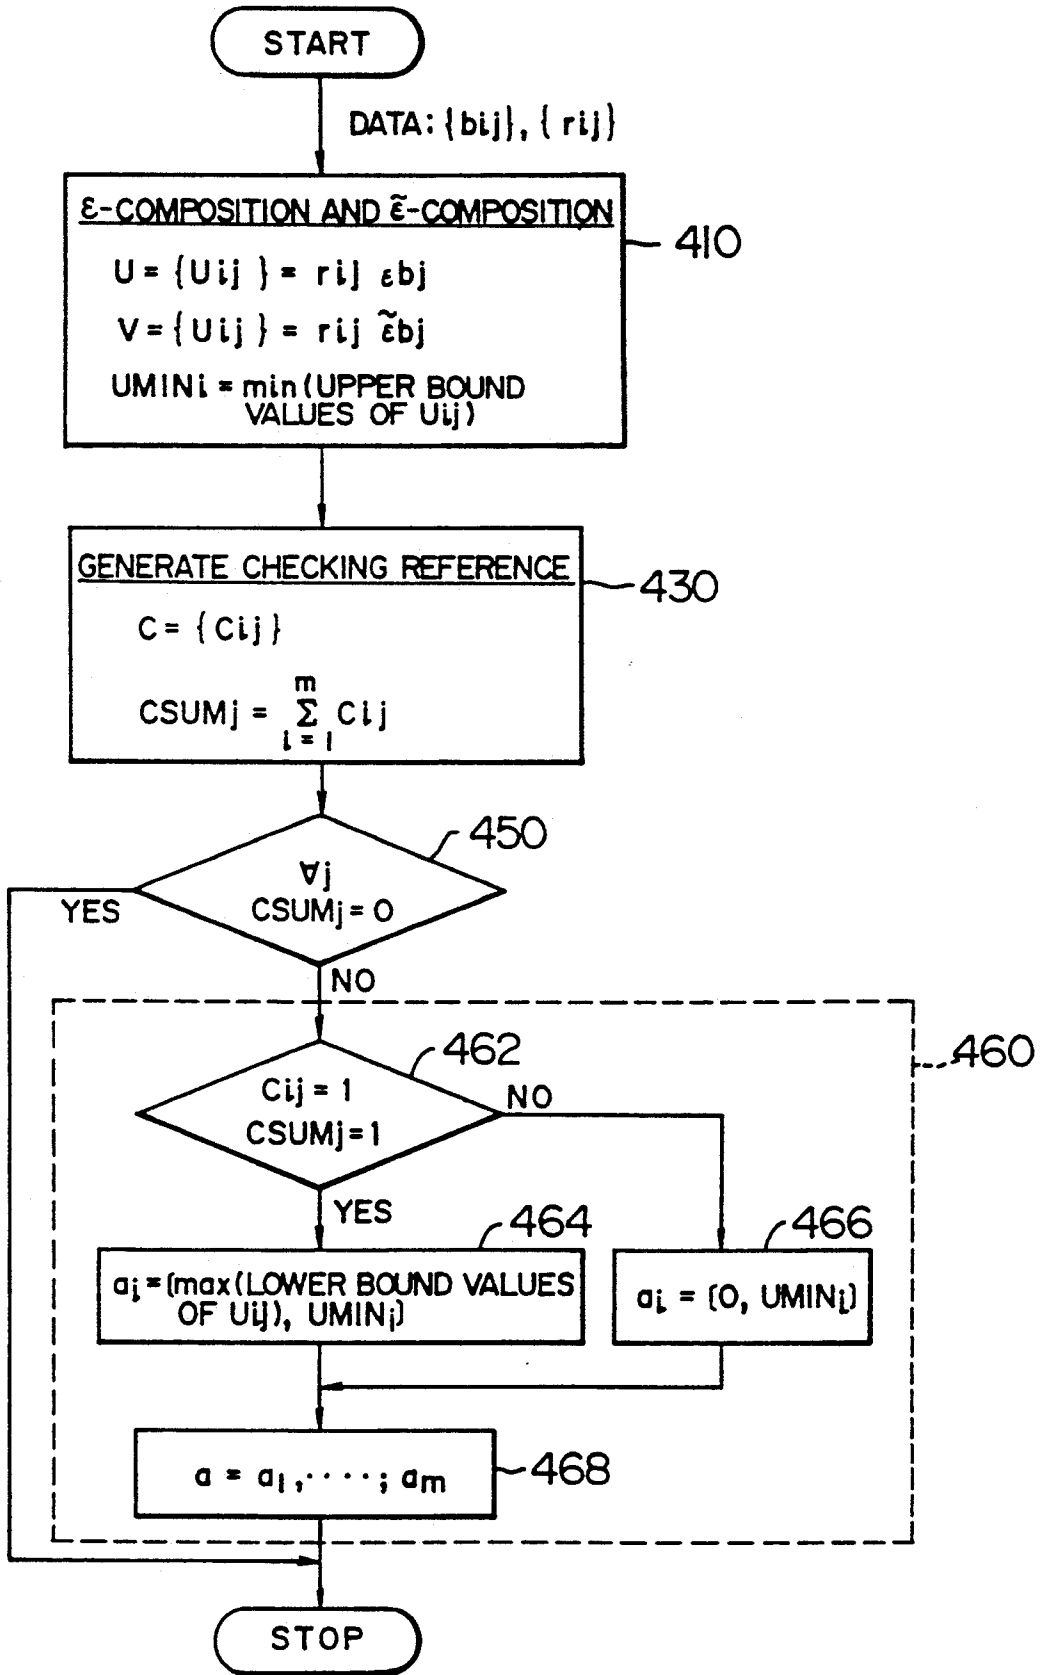 START
DATA: {bij}, {rij}
ε-COMPOSITION AND ε̃-COMPOSITION
U = {Uij} = rij εbj
V = {Uij} = rij ε̃bj
UMINi = min(UPPER BOUND
VALUES OF Uij)
410
GENERATE CHECKING REFERENCE
C = {Cij}
CSUMj = Σ Cij
m
i = 1
430
∀j
CSUMj = 0
450
YES
NO
460
Cij = 1
CSUMj = 1
462
NO
YES
ai = [max(LOWER BOUND VALUES
OF Uij), UMINi]
464
ai = [0, UMINi]
466
a = a1, ····; am
468
STOP